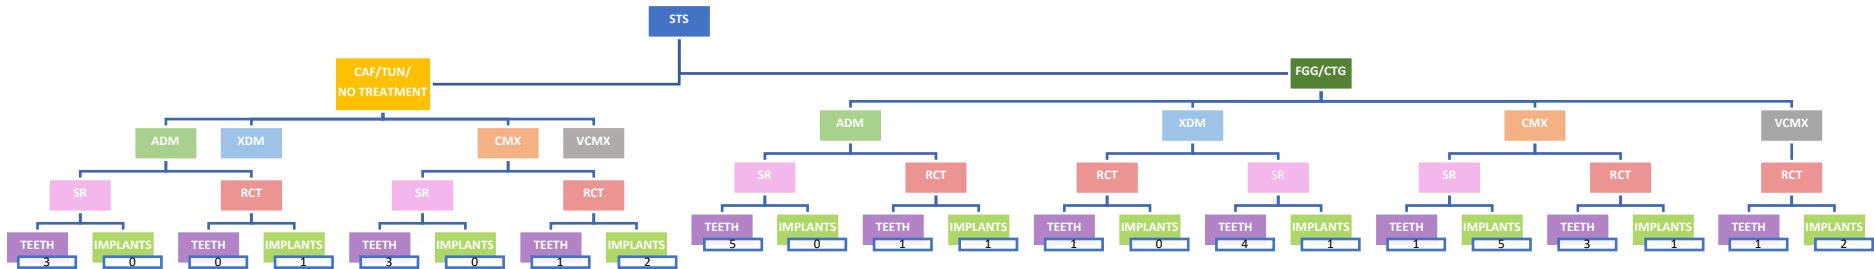 STS
CAF/TUN/
NO TREATMENT
FGG/CTG
ADM
XDM
CMX
VCMX
ADM
XDM
CMX
VCMX
SR
RCT
SR
RCT
SR
RCT
RCT
SR
SR
RCT
RCT
TEETH
3
IMPLANTS
0
TEETH
0
IMPLANTS
1
TEETH
3
IMPLANTS
0
TEETH
1
IMPLANTS
2
TEETH
5
IMPLANTS
0
TEETH
1
IMPLANTS
1
TEETH
1
IMPLANTS
0
TEETH
4
IMPLANTS
1
TEETH
1
IMPLANTS
5
TEETH
3
IMPLANTS
1
TEETH
1
IMPLANTS
2